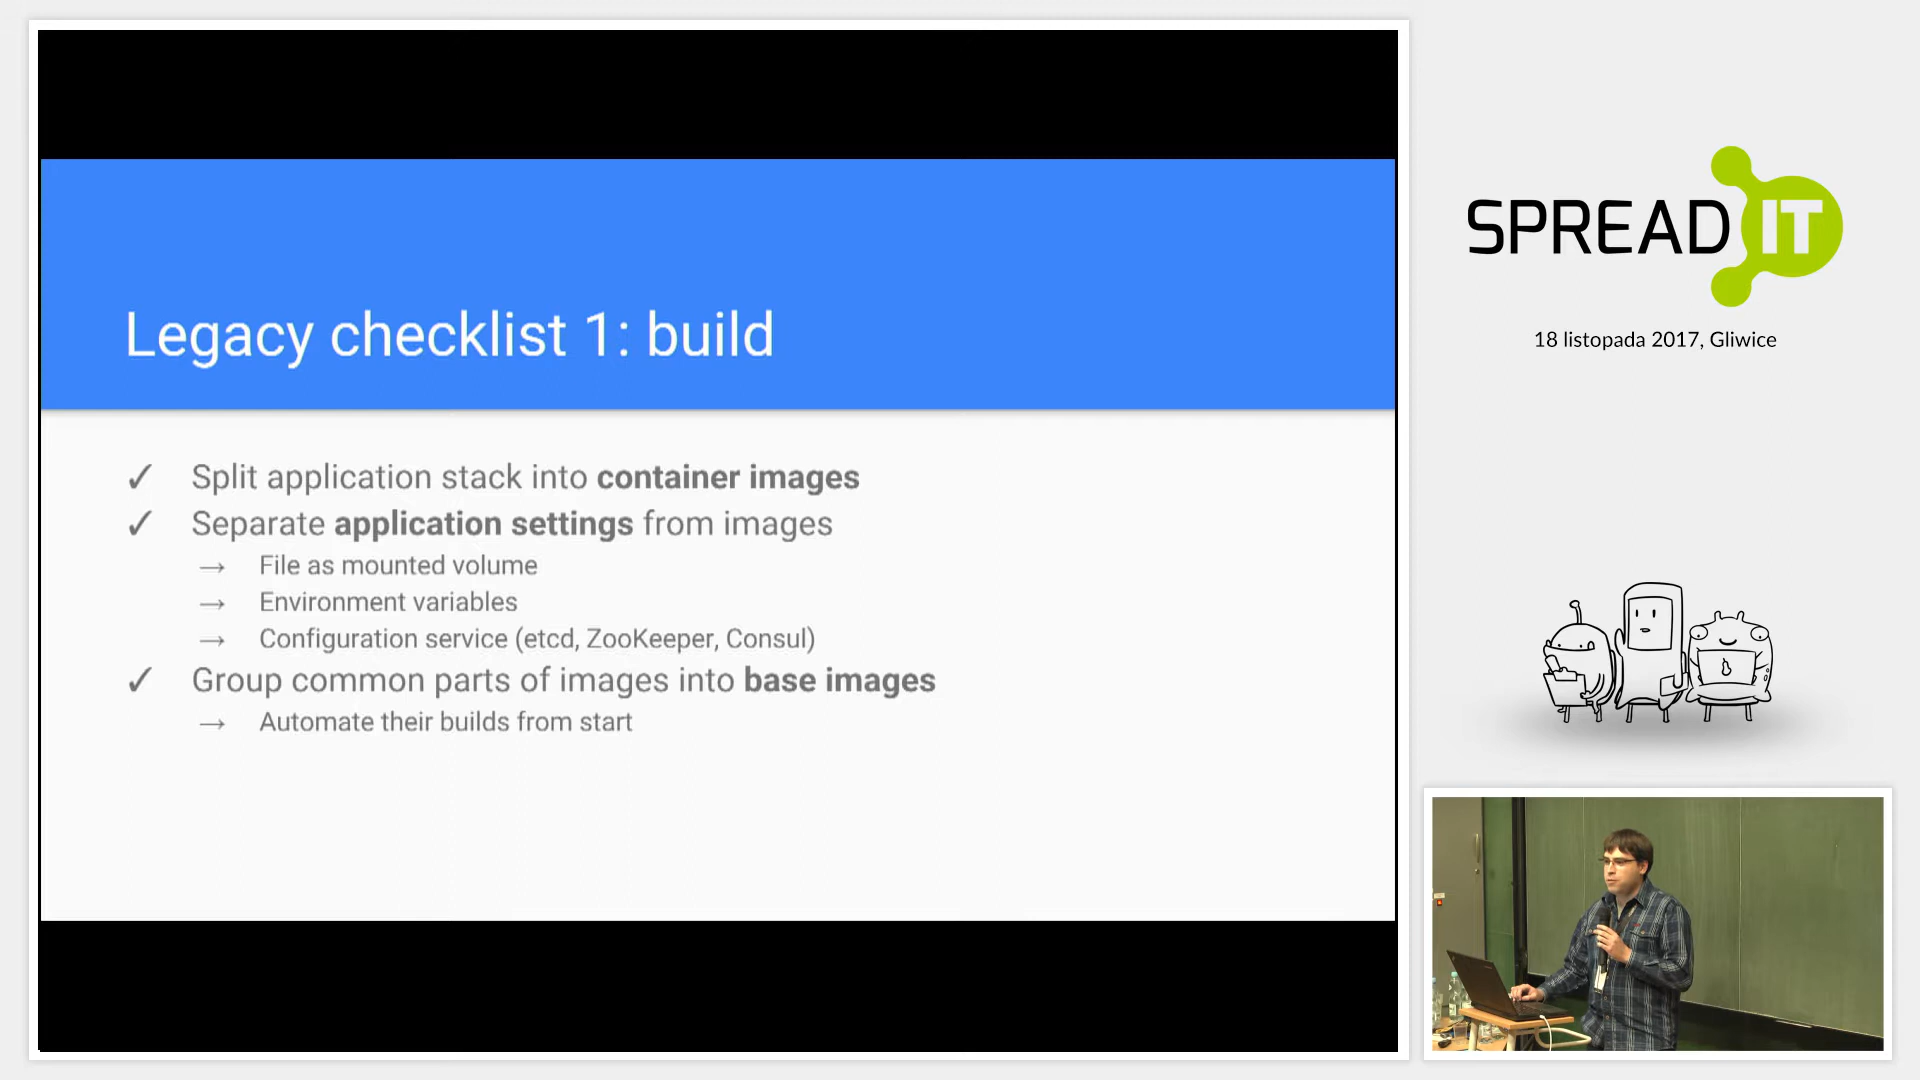 Legacy checklist 1: build
✓ Split application stack into container images
✓ Separate application settings from images
→ File as mounted volume
→ Environment variables
→ Configuration service (etcd, ZooKeeper, Consul)
✓ Group common parts of images into base images
→ Automate their builds from start
SPREAD IT
18 listopada 2017, Gliwice